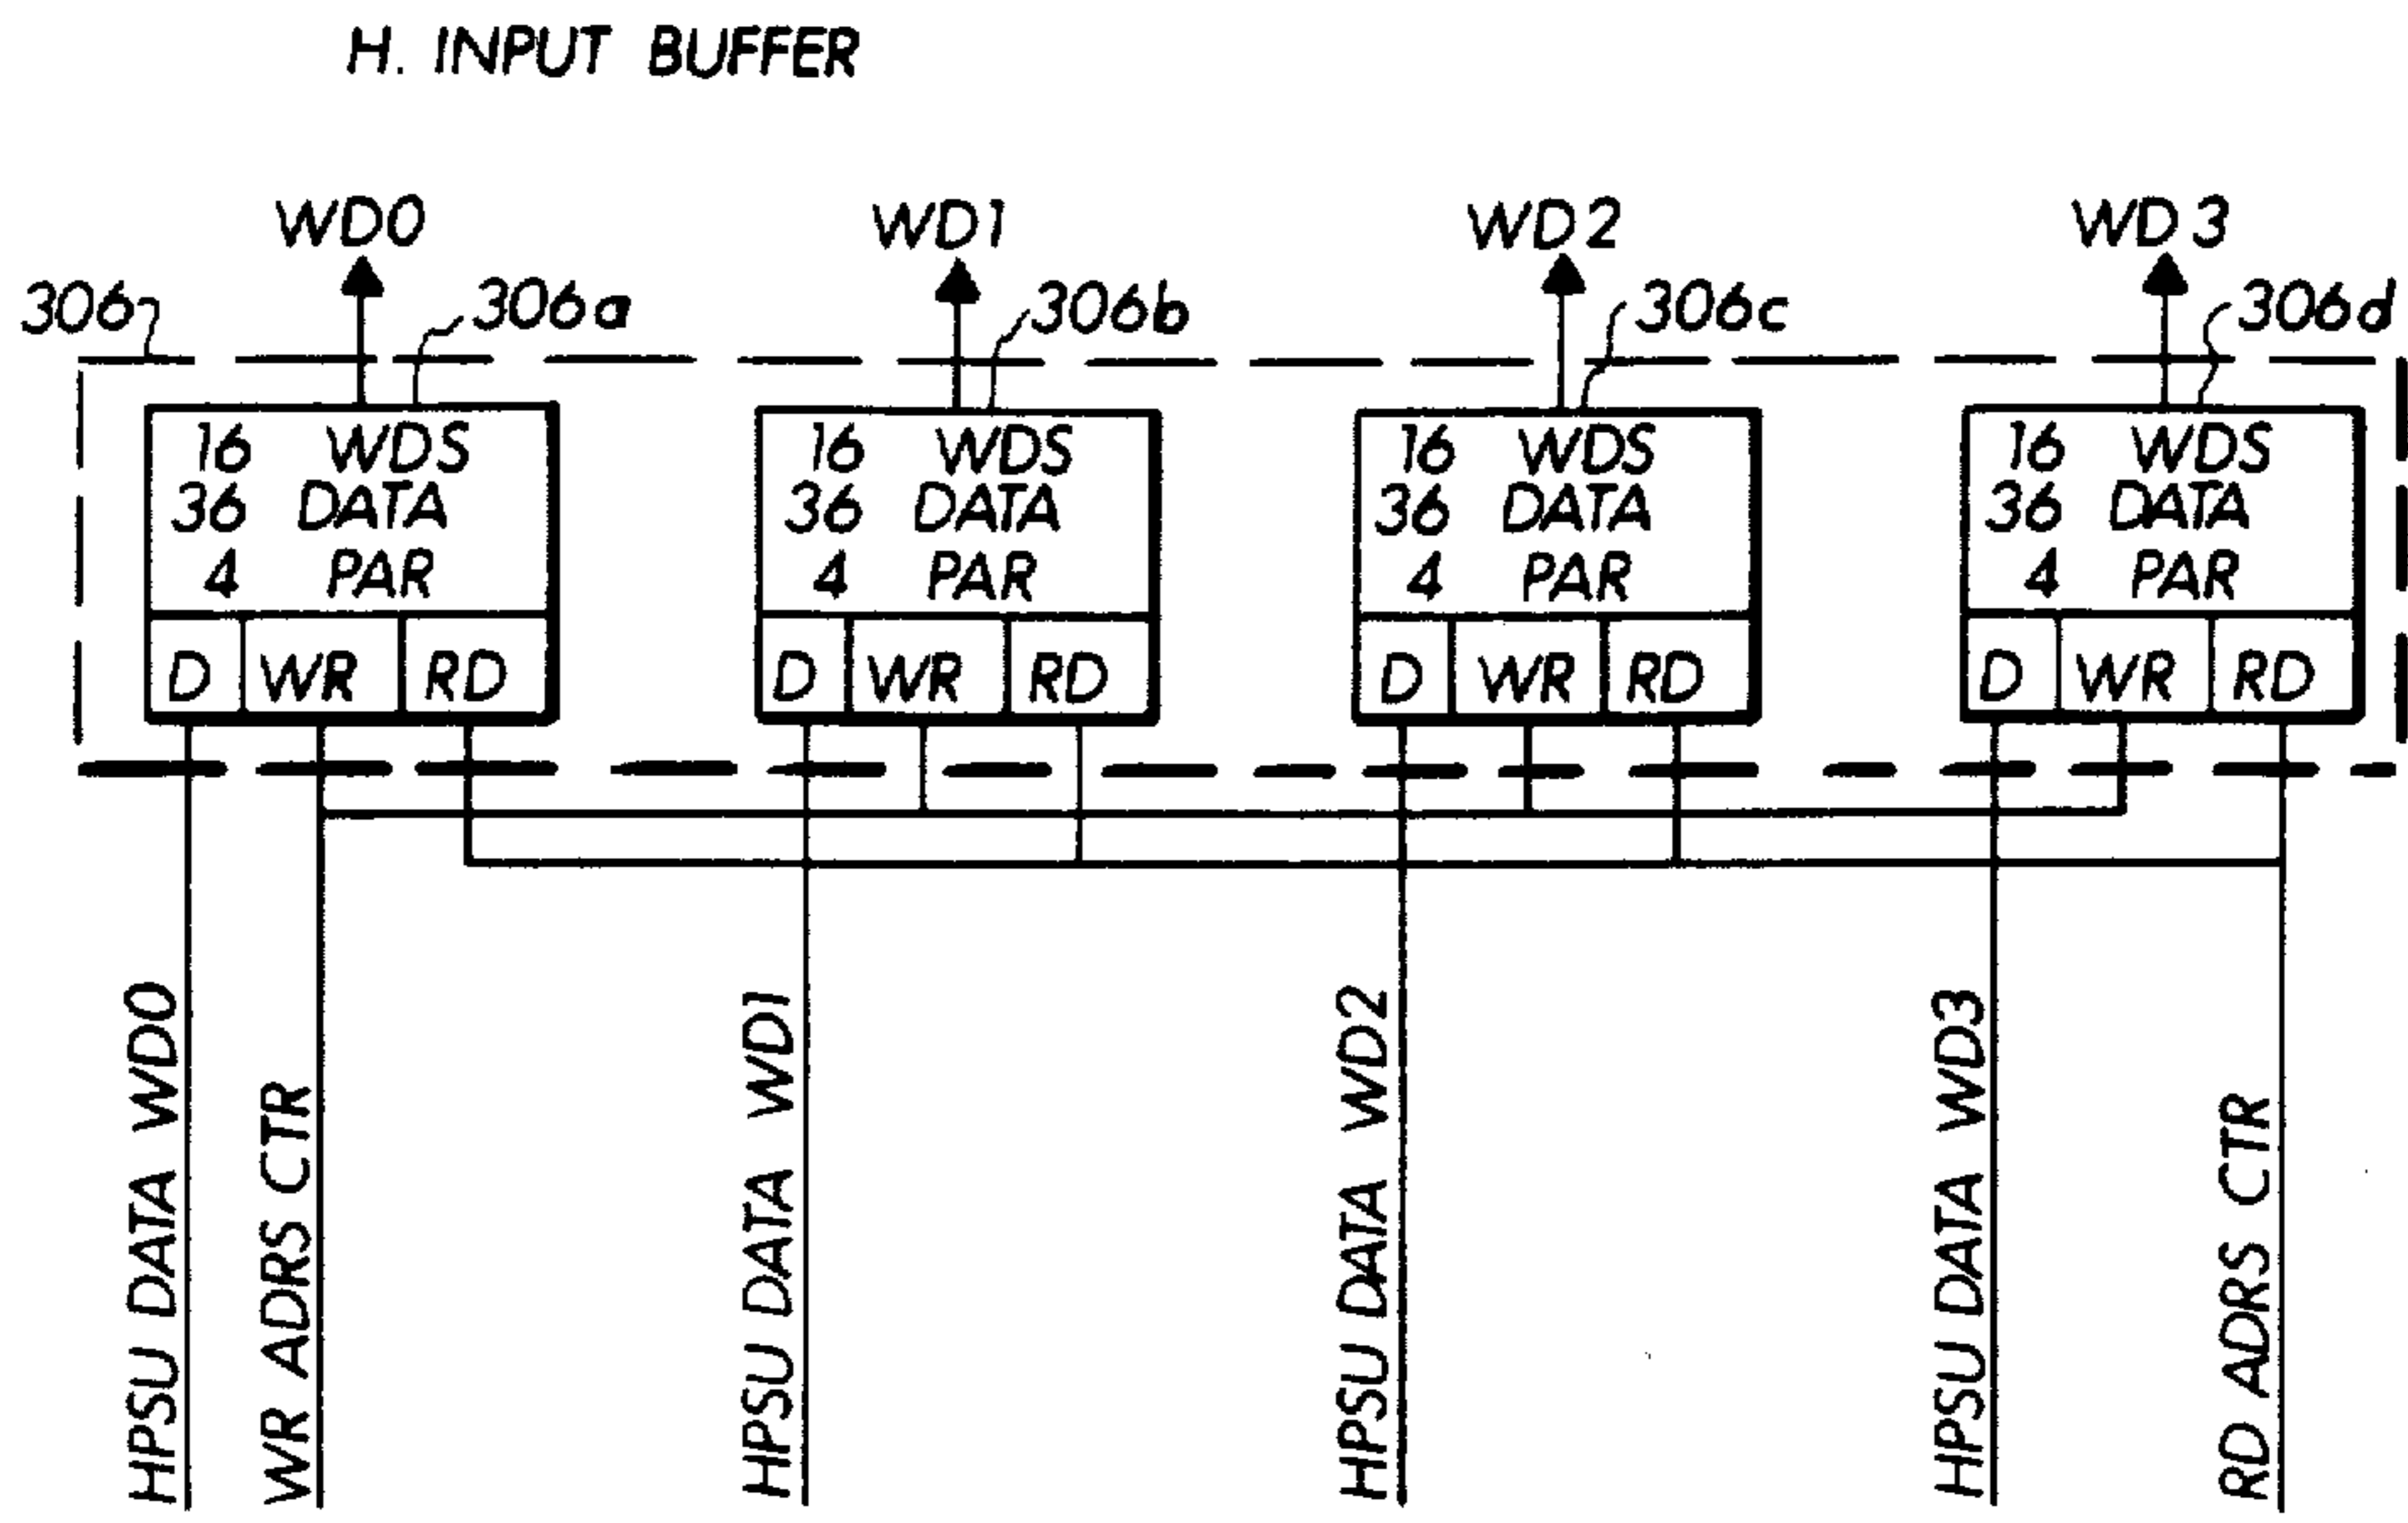 H. INPUT BUFFER
WD0
WD1
WD2
WD3
306
306a
306b
306c
306d
16 WDS
36 DATA
4 PAR
D WR RD
16 WDS
36 DATA
4 PAR
D WR RD
16 WDS
36 DATA
4 PAR
D WR RD
16 WDS
36 DATA
4 PAR
D WR RD
HPSU DATA WD0
WR ADRS CTR
HPSU DATA WD1
HPSU DATA WD2
HPSU DATA WD3
RD ADRS CTR